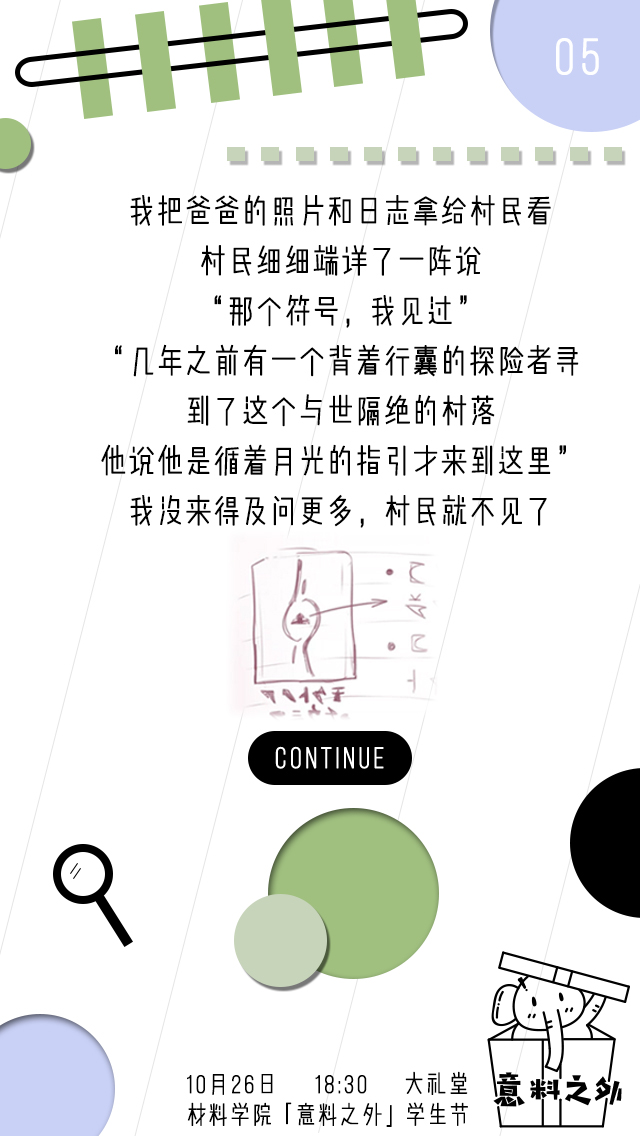 05
我把爸爸的照片和日志拿给村民看
村民细细端详了一阵说
“那个符号，我见过”
“几年之前有一个背着行囊的探险者寻
到了这个与世隔绝的村落
他说他是循着月光的指引才来到这里”
我没来得及问更多，村民就不见了
CONTINUE
10月26日 18:30 大礼堂
材料学院「意料之外」学生节
意料之外